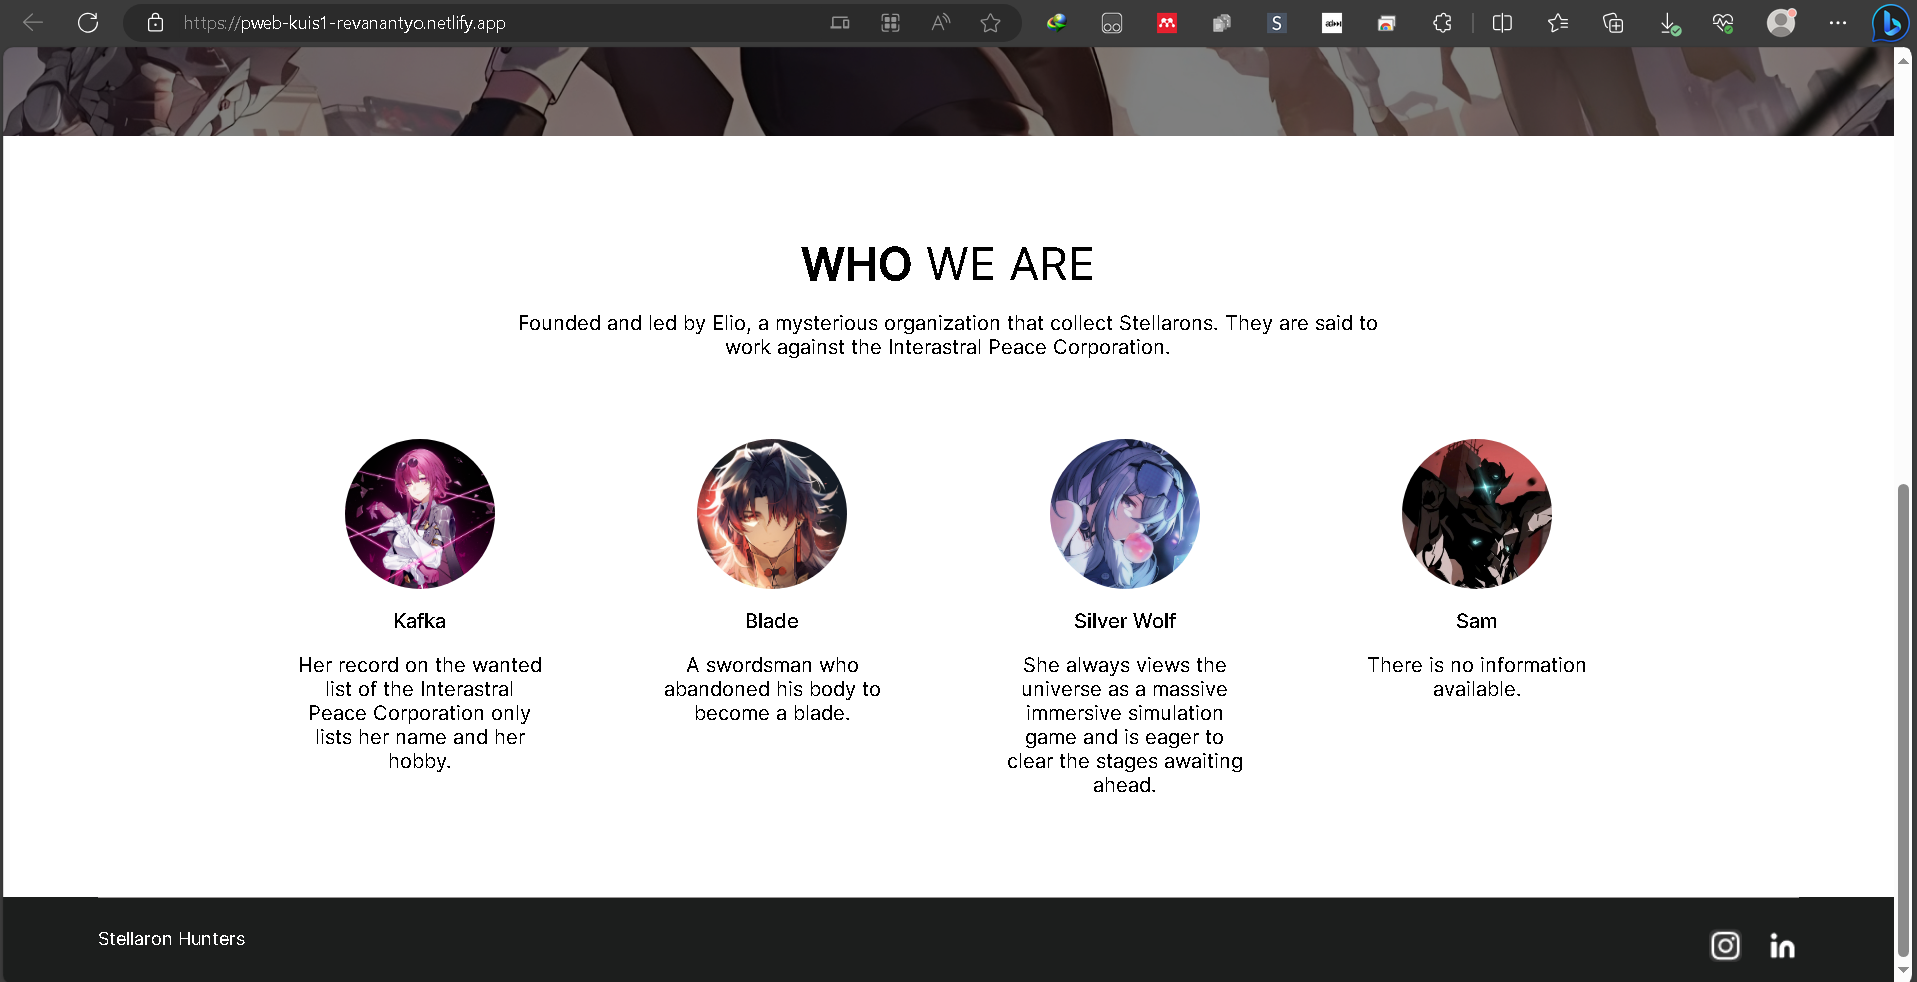 https://pweb-kuis1-revanantyo.netlify.app
WHO WE ARE
Founded and led by Elio, a mysterious organization that collect Stellarons. They are said to
work against the Interastral Peace Corporation.
Kafka
Her record on the wanted
list of the Interastral
Peace Corporation only
lists her name and her
hobby.
Blade
A swordsman who
abandoned his body to
become a blade.
Silver Wolf
She always views the
universe as a massive
immersive simulation
game and is eager to
clear the stages awaiting
ahead.
Sam
There is no information
available.
Stellaron Hunters
in